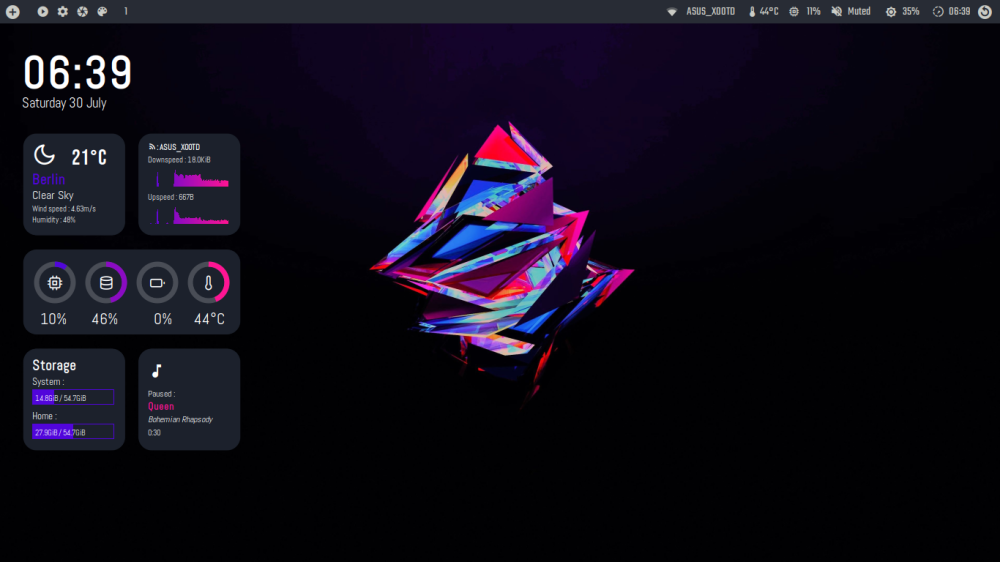 1
ASUS_X00TD
44°C
11%
Muted
35%
06:39
06:39
Saturday 30 July
21°C
Berlin
Clear Sky
Wind speed : 4.63m/s
Humidity : 48%
:ASUS_X00TD
Downspeed : 18.0KiB
Upspeed : 667B
10%
46%
0%
44°C
Storage
System :
14.8GiB / 54.7GiB
Home :
27.9GiB / 54.7GiB
Paused :
Queen
Bohemian Rhapsody
0:30